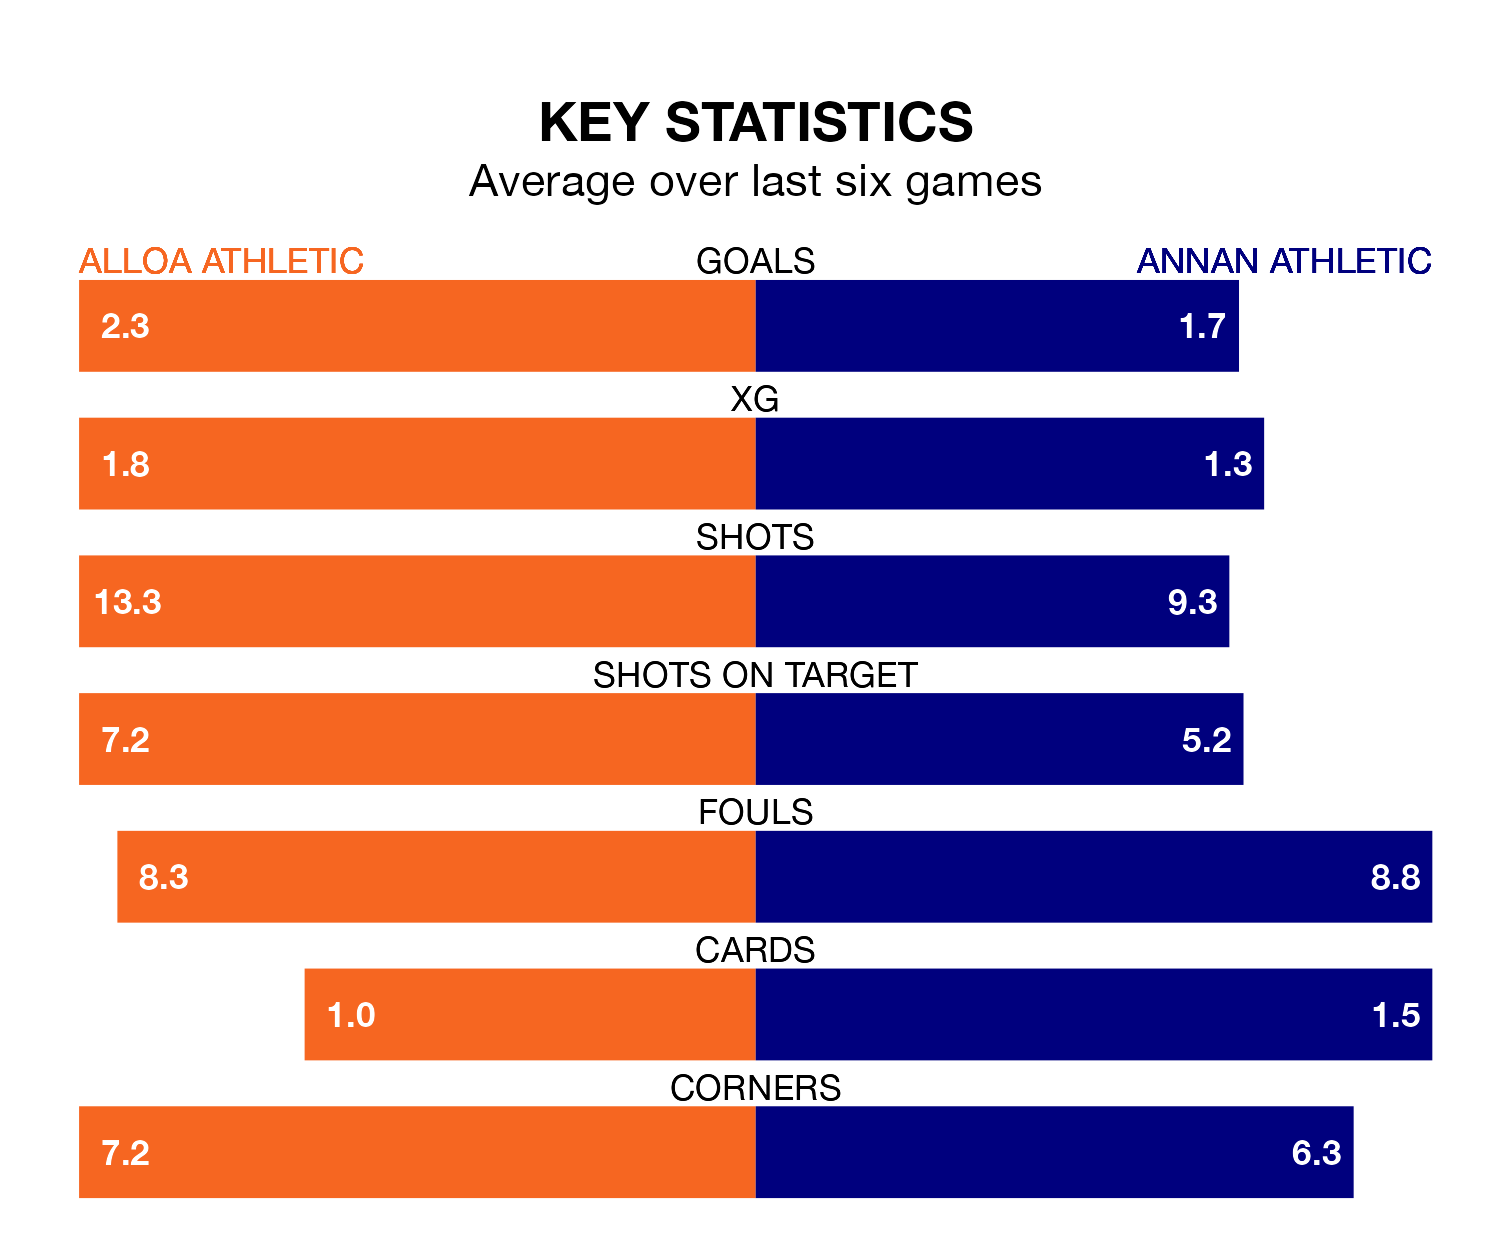 KEY STATISTICS
Average over last six games
ALLOA ATHLETIC GOALS ANNAN ATHLETIC
2.3 1.7
XG
1.8 1.3
SHOTS
13.3 9.3
SHOTS ON TARGET
7.2 5.2
FOULS
8.3 8.8
CARDS
1.0 1.5
CORNERS
7.2 6.3